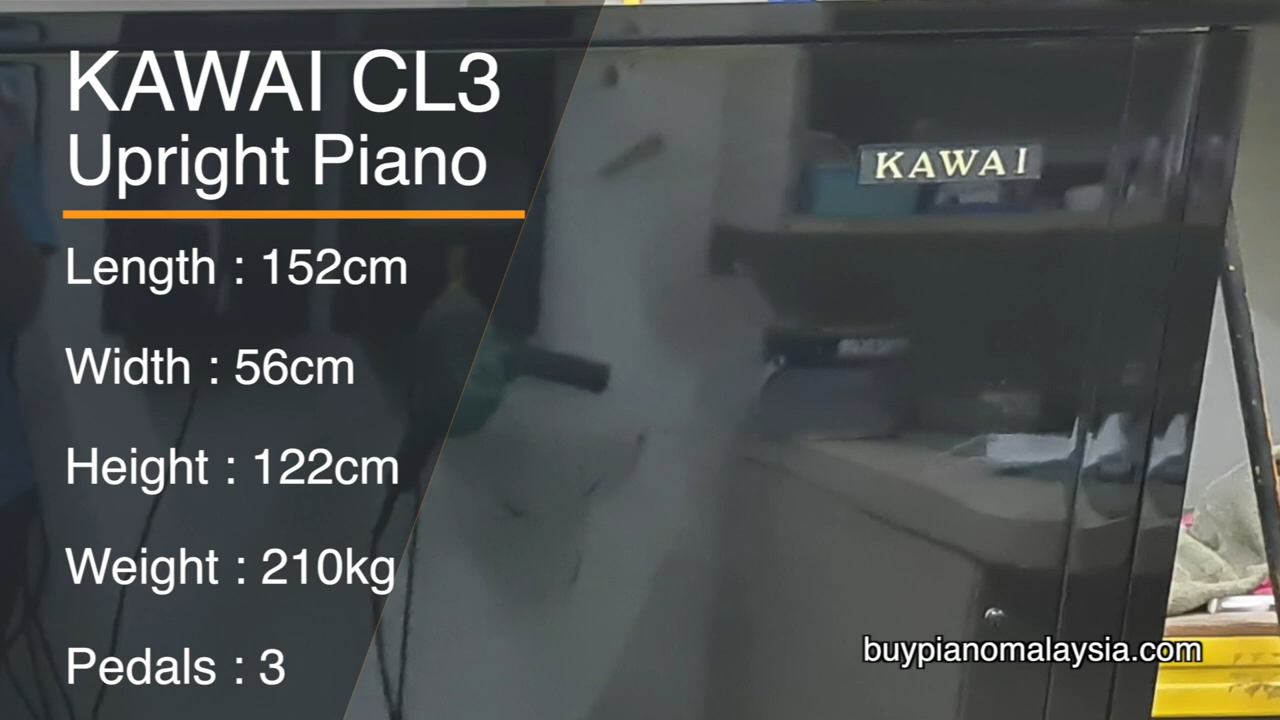 KAWAI CL3
Upright Piano
KAWAI
Length : 152cm
Width : 56cm
Height : 122cm
Weight : 210kg
Pedals : 3
buypianomalaysia.com